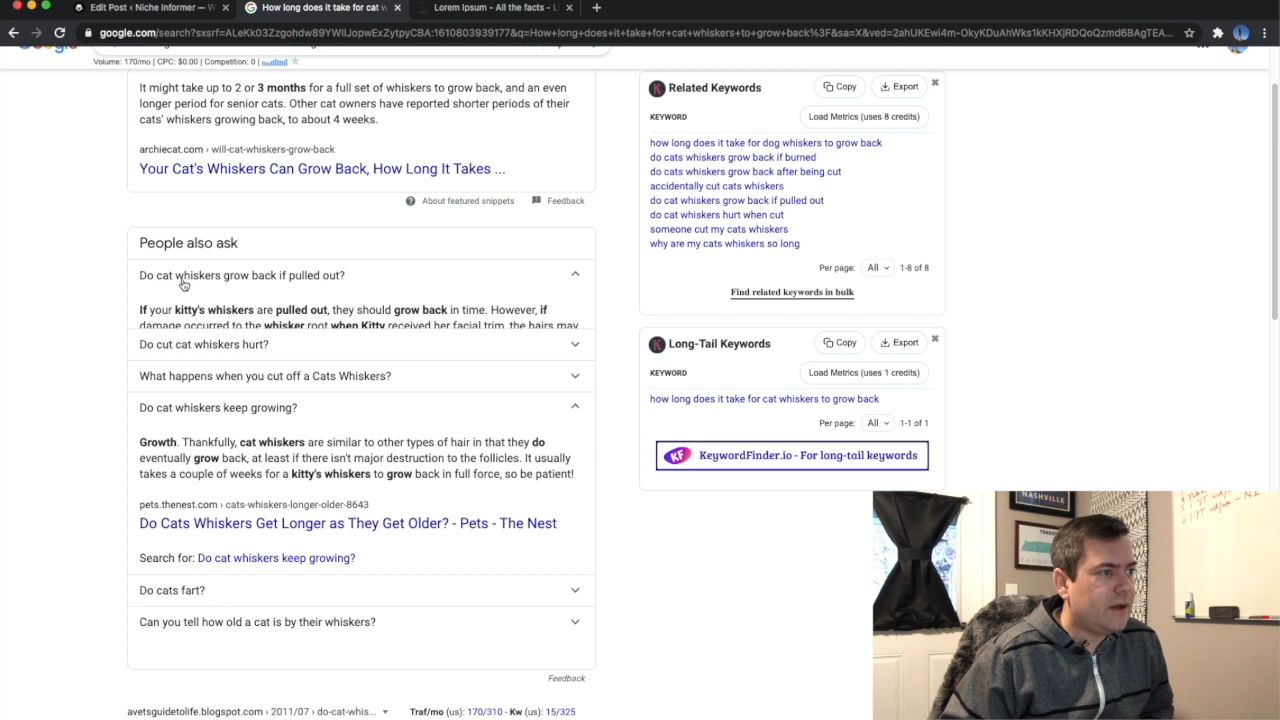 Edit Post ‹ Niche Informer — W
How long does it take for cat w
Lorem Ipsum - All the facts - L
google.com/search?sxsrf=ALeKk03Zzgohdw89YWIlJopwExZytpyCBA:1610803939177&q=How+long+does+it+take+for+cat+whiskers+to+grow+back%3F&sa=X&ved=2ahUKEwi4m-OkyKDuAhWks1kKHXjRDQoQzmd6BAgTEA...
Volume: 170/mo | CPC: $0.00 | Competition: 0 |
It might take up to 2 or 3 months for a full set of whiskers to grow back, and an even
longer period for senior cats. Other cat owners have reported shorter periods of their
cats' whiskers growing back, to about 4 weeks.
archiecat.com › will-cat-whiskers-grow-back
Your Cat's Whiskers Can Grow Back, How Long It Takes ...
About featured snippets
Feedback
People also ask
Do cat whiskers grow back if pulled out?
If your kitty's whiskers are pulled out, they should grow back in time. However, if
damage occurred to the whisker root when Kitty received her facial trim, the hairs may
Do cut cat whiskers hurt?
What happens when you cut off a Cats Whiskers?
Do cat whiskers keep growing?
Growth. Thankfully, cat whiskers are similar to other types of hair in that they do
eventually grow back, at least if there isn't major destruction to the follicles. It usually
takes a couple of weeks for a kitty's whiskers to grow back in full force, so be patient!
pets.thenest.com › cats-whiskers-longer-older-8643
Do Cats Whiskers Get Longer as They Get Older? - Pets - The Nest
Search for: Do cat whiskers keep growing?
Do cats fart?
Can you tell how old a cat is by their whiskers?
Feedback
avetsguidetolife.blogspot.com › 2011/07 › do-cat-whis...
Traf/mo (us): 170/310 - Kw (us): 15/325
Related Keywords
Copy
Export
KEYWORD
Load Metrics (uses 8 credits)
how long does it take for dog whiskers to grow back
do cats whiskers grow back if burned
do cats whiskers grow back after being cut
accidentally cut cats whiskers
do cat whiskers grow back if pulled out
do cat whiskers hurt when cut
someone cut my cats whiskers
why are my cats whiskers so long
Per page: All 1-8 of 8
Find related keywords in bulk
Long-Tail Keywords
Copy
Export
KEYWORD
Load Metrics (uses 1 credits)
how long does it take for cat whiskers to grow back
Per page: All 1-1 of 1
KF KeywordFinder.io - For long-tail keywords
NASHVILLE